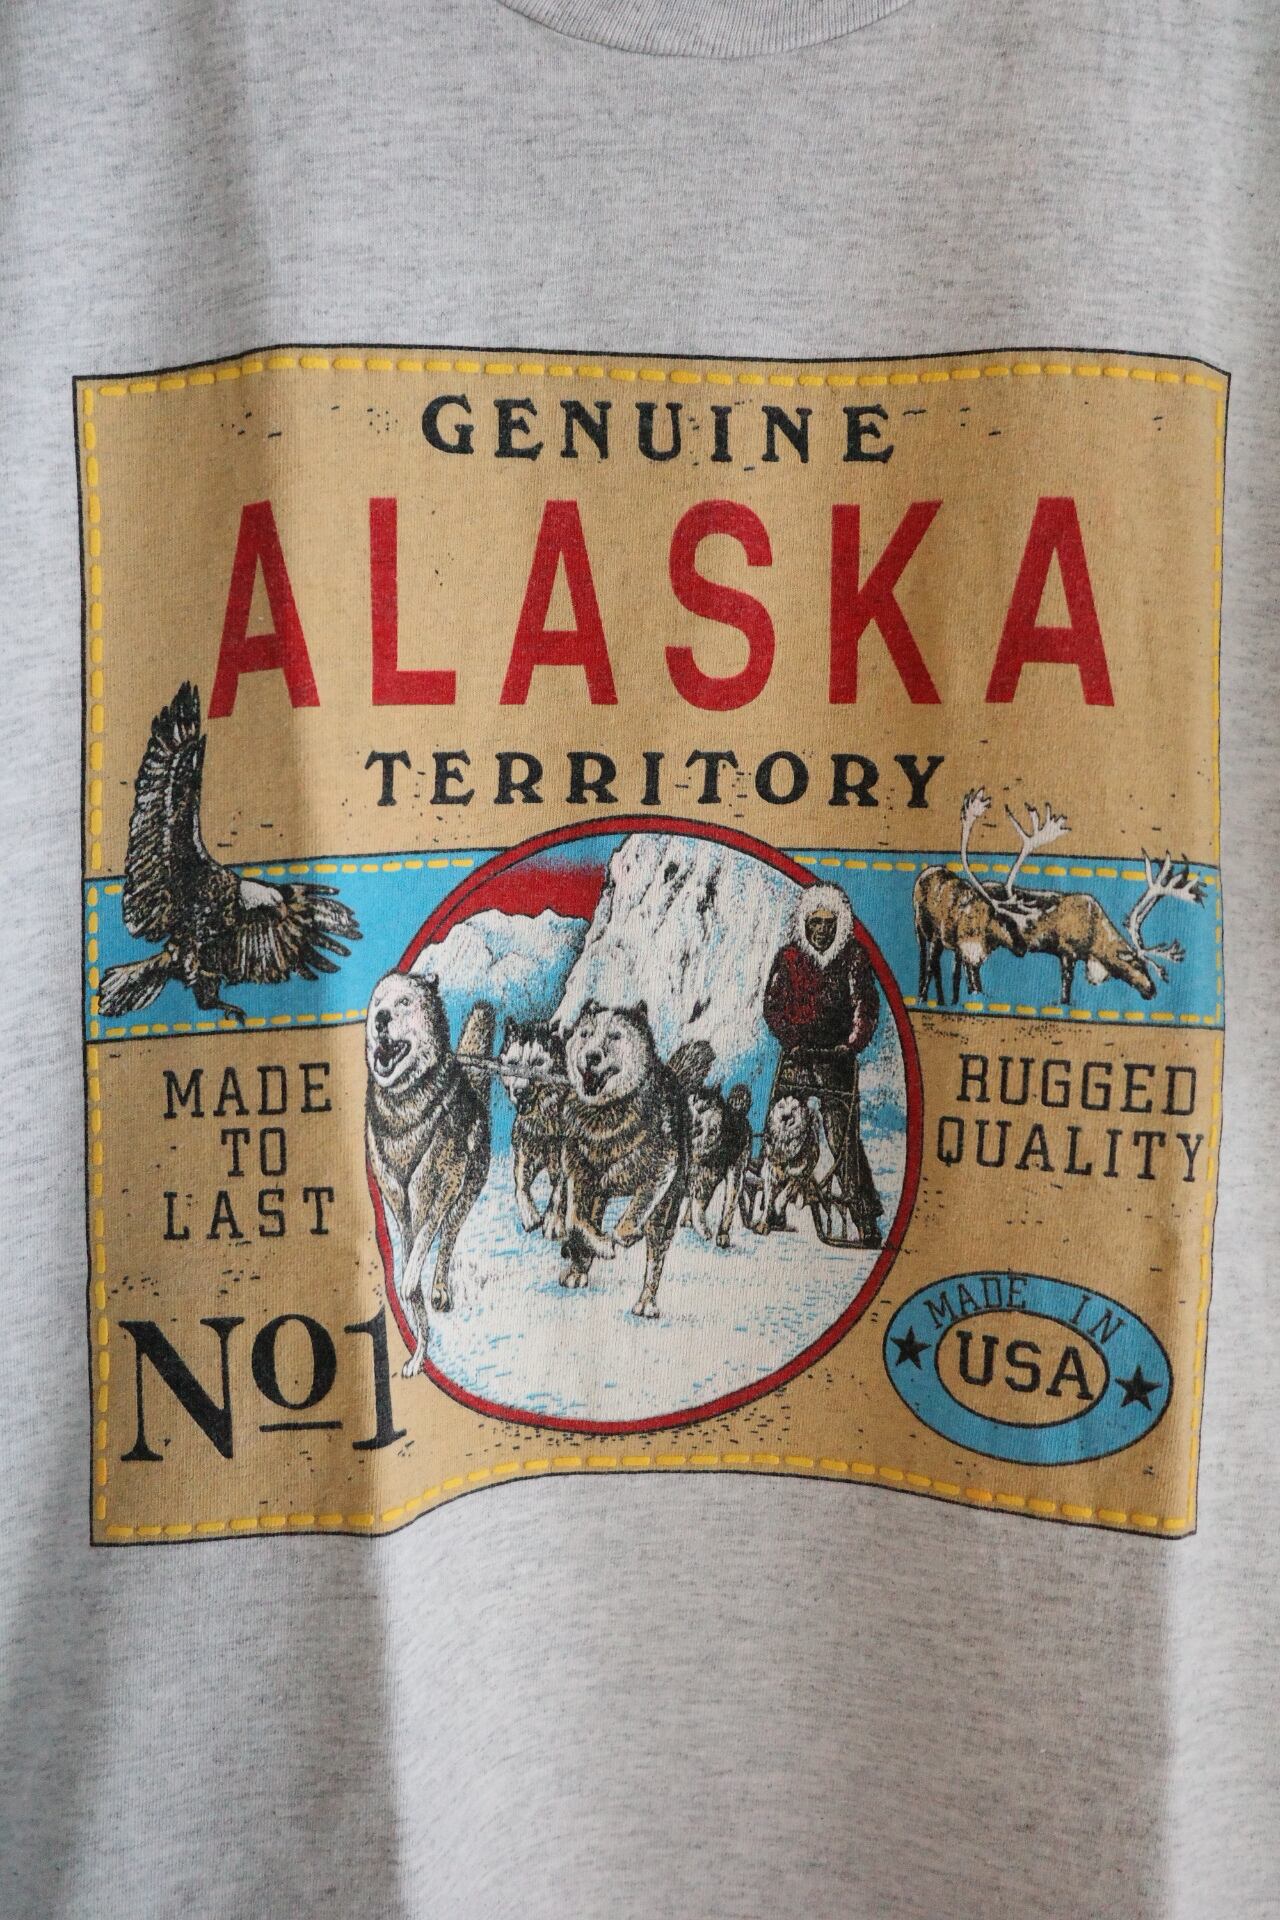 GENUINE
ALASKA
TERRITORY
MADE
TO
LAST
RUGGED
QUALITY
No1
MADE IN
USA